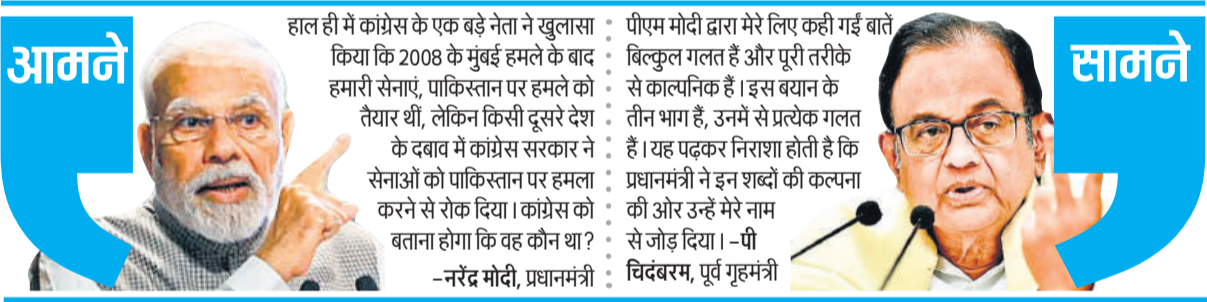 आमने
हाल ही में कांग्रेस के एक बड़े नेता ने खुलासा
किया कि 2008 के मुंबई हमले के बाद
हमारी सेनाएं, पाकिस्तान पर हमले को
तैयार थीं, लेकिन किसी दूसरे देश
के दबाव में कांग्रेस सरकार ने
सेनाओं को पाकिस्तान पर हमला
करने से रोक दिया। कांग्रेस को
बताना होगा कि वह कौन था?
–नरेंद्र मोदी, प्रधानमंत्री
पीएम मोदी द्वारा मेरे लिए कही गईं बातें
बिल्कुल गलत हैं और पूरी तरीके
से काल्पनिक हैं। इस बयान के
तीन भाग हैं, उनमें से प्रत्येक गलत
हैं। यह पढ़कर निराशा होती है कि
प्रधानमंत्री ने इन शब्दों की कल्पना
की ओर उन्हें मेरे नाम
से जोड़ दिया। –पी
चिदंबरम, पूर्व गृहमंत्री
सामने